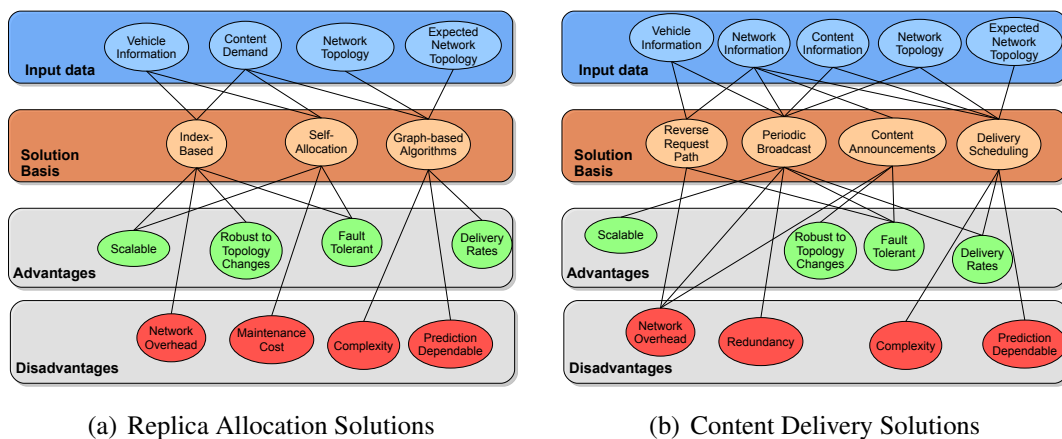 Vehicle
Information
Content
Demand
Network
Topology
Expected
Network
Topology
Input data
Index-
Based
Self-
Allocation
Graph-based
Algorithms
Solution
Basis
Scalable
Robust to
Topology
Changes
Fault
Tolerant
Delivery
Rates
Advantages
Network
Overhead
Maintenance
Cost
Complexity
Prediction
Dependable
Disadvantages
(a) Replica Allocation Solutions
Vehicle
Information
Network
Information
Content
Information
Network
Topology
Expected
Network
Topology
Input data
Reverse
Request
Path
Periodic
Broadcast
Content
Announcements
Delivery
Scheduling
Solution
Basis
Scalable
Robust to
Topology
Changes
Fault
Tolerant
Delivery
Rates
Advantages
Network
Overhead
Redundancy
Complexity
Prediction
Dependable
Disadvantages
(b) Content Delivery Solutions